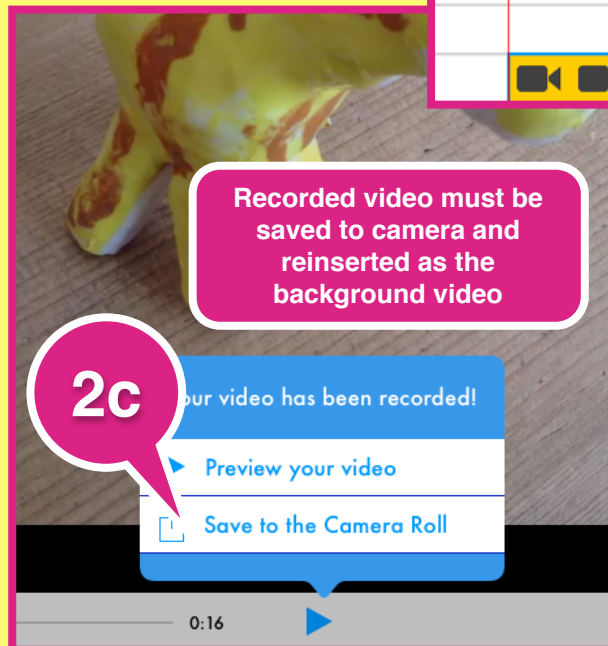 Recorded video must be
saved to camera and
reinserted as the
background video
2c
our video has been recorded!
Preview your video
Save to the Camera Roll
0:16